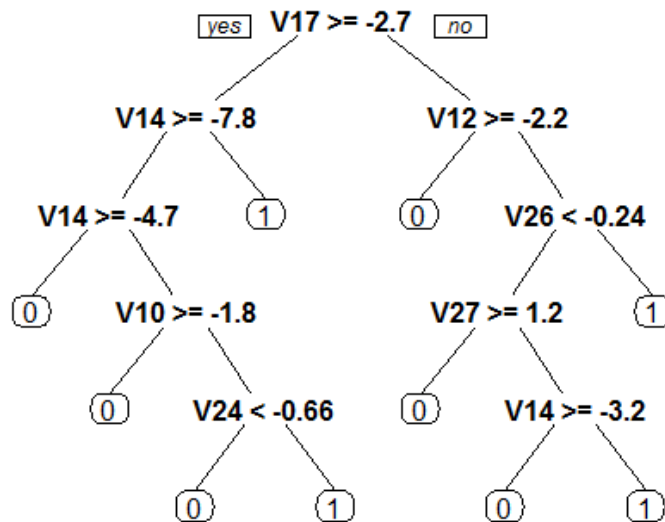 yes V17 >= -2.7 no
V14 >= -7.8 V12 >= -2.2
V14 >= -4.7 1 0 V26 < -0.24
0 V10 >= -1.8 V27 >= 1.2 1
0 V24 < -0.66 0 V14 >= -3.2
0 1 0 1